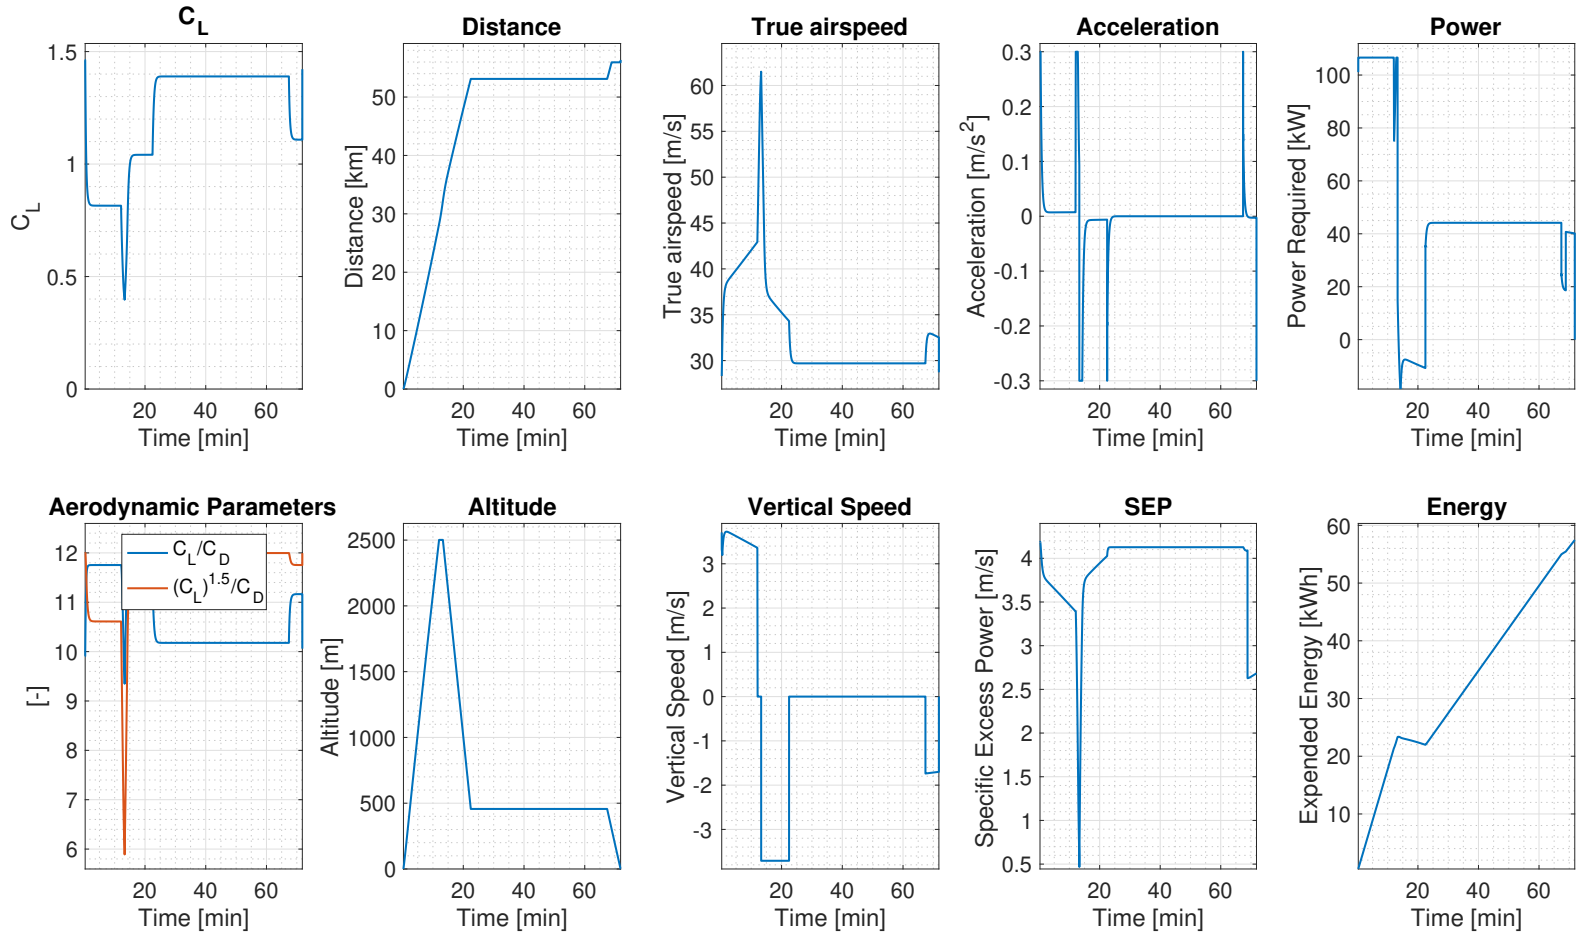 C_L
1.5
1
0.5
0
C_L
20 40 60
Time [min]
Distance
50
40
30
20
10
0
Distance [km]
20 40 60
Time [min]
True airspeed
60
55
50
45
40
35
30
True airspeed [m/s]
20 40 60
Time [min]
Acceleration
0.3
0.2
0.1
0
-0.1
-0.2
-0.3
Acceleration [m/s²]
20 40 60
Time [min]
Power
100
80
60
40
20
0
Power Required [kW]
20 40 60
Time [min]
Aerodynamic Parameters
12
11
10
9
8
7
6
[-]
C_L/C_D
(C_L)^1.5/C_D
20 40 60
Time [min]
Altitude
2500
2000
1500
1000
500
0
Altitude [m]
20 40 60
Time [min]
Vertical Speed
3
2
1
0
-1
-2
-3
Vertical Speed [m/s]
20 40 60
Time [min]
SEP
4
3.5
3
2.5
2
1.5
1
0.5
Specific Excess Power [m/s]
20 40 60
Time [min]
Energy
60
50
40
30
20
10
Expended Energy [kWh]
20 40 60
Time [min]